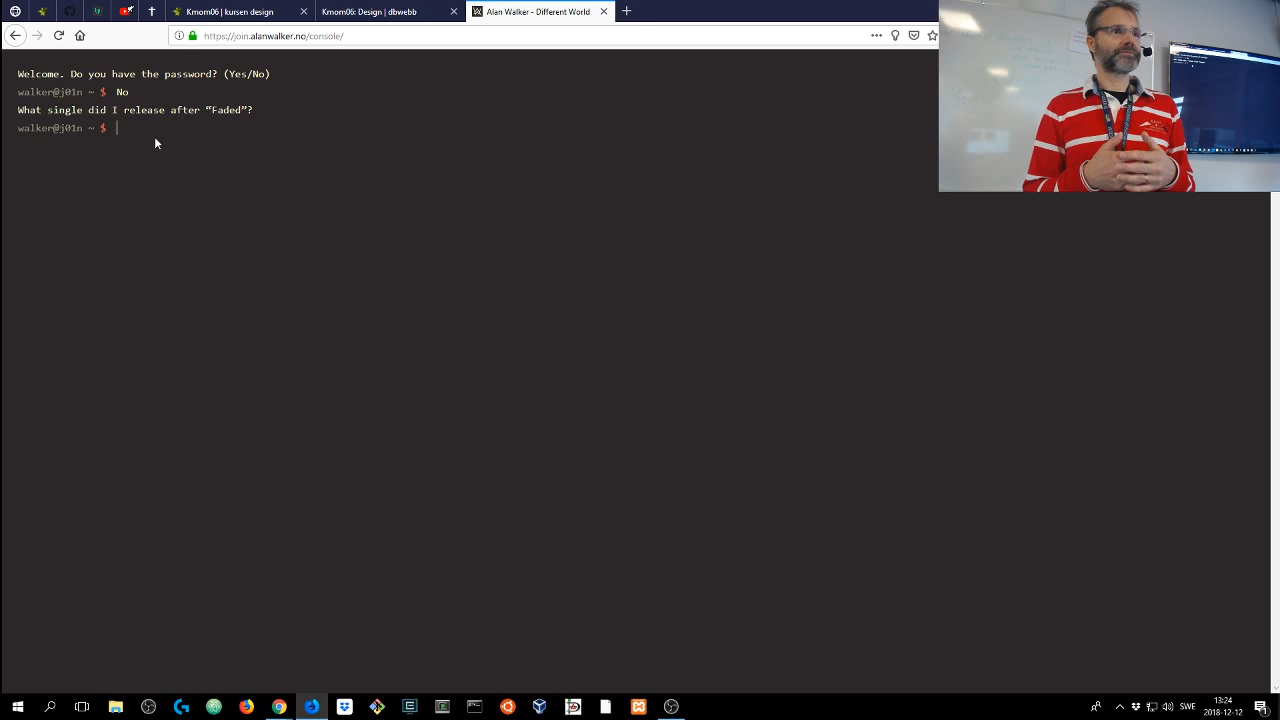 Kmom06 | kursen design
Kmom06: Design | dbwebb
Alan Walker - Different World
https://join.alanwalker.no/console/
Welcome. Do you have the password? (Yes/No)
walker@j01n ~ $ No
What single did I release after “Faded”?
walker@j01n ~ $
SWE
13:24
2018-12-12